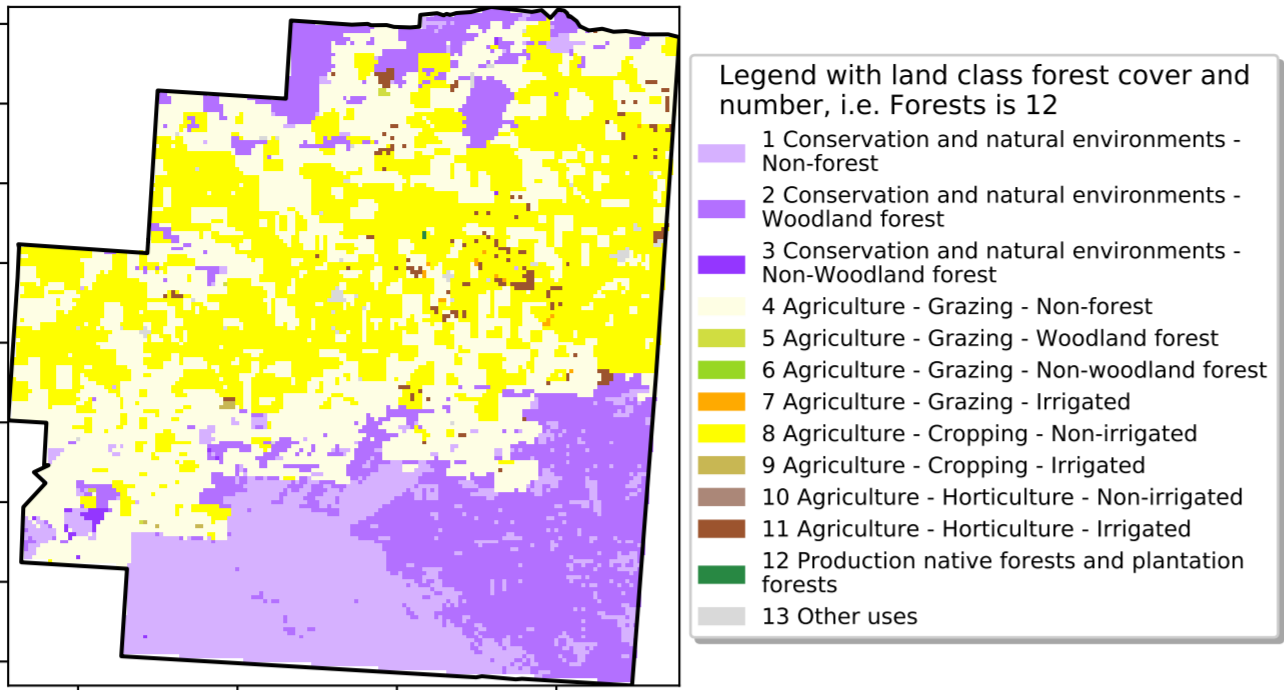 Legend with land class forest cover and
number, i.e. Forests is 12
1 Conservation and natural environments -
Non-forest
2 Conservation and natural environments -
Woodland forest
3 Conservation and natural environments -
Non-Woodland forest
4 Agriculture - Grazing - Non-forest
5 Agriculture - Grazing - Woodland forest
6 Agriculture - Grazing - Non-woodland forest
7 Agriculture - Grazing - Irrigated
8 Agriculture - Cropping - Non-irrigated
9 Agriculture - Cropping - Irrigated
10 Agriculture - Horticulture - Non-irrigated
11 Agriculture - Horticulture - Irrigated
12 Production native forests and plantation
forests
13 Other uses